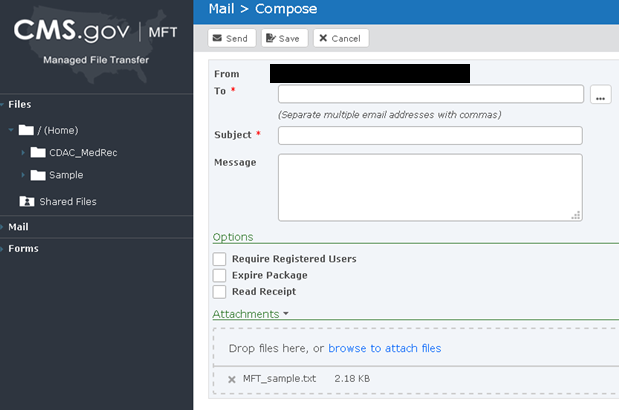 CMS.gov | MFT
Managed File Transfer
Files
/ (Home)
CDAC_MedRec
Sample
Shared Files
Mail
Forms
Mail > Compose
Send Save Cancel
From
To * ...
(Separate multiple email addresses with commas)
Subject *
Message
Options
Require Registered Users
Expire Package
Read Receipt
Attachments
Drop files here, or browse to attach files
MFT_sample.txt 2.18 KB